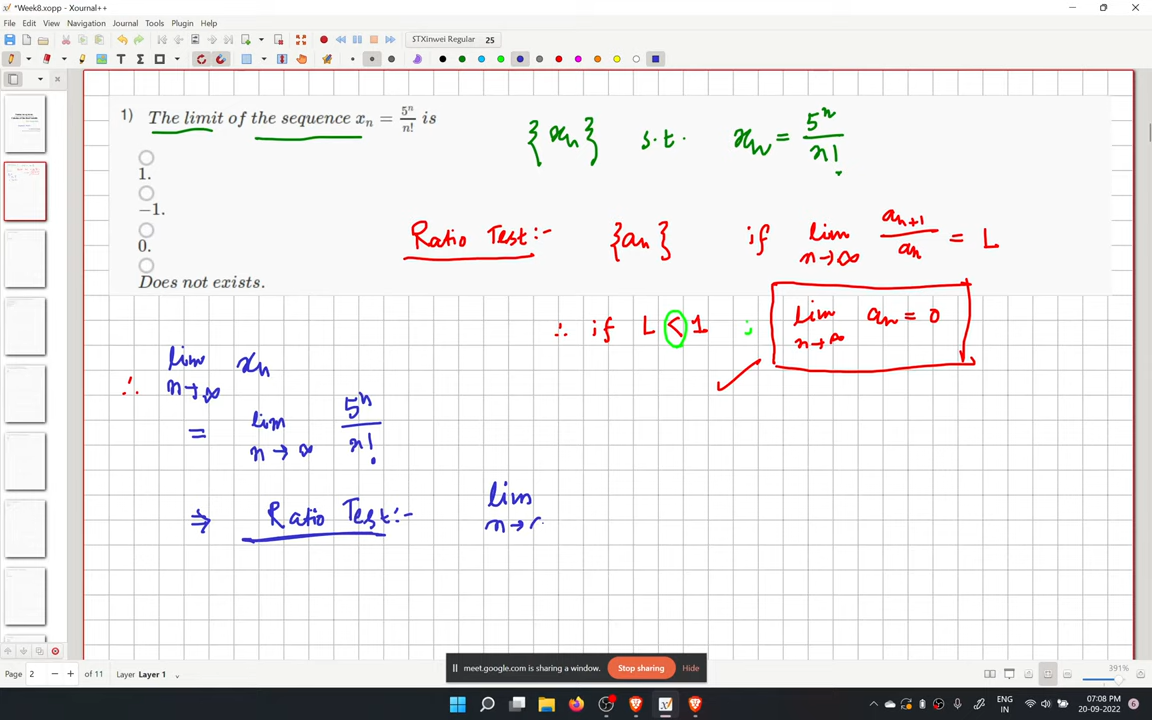 *Week8.xopp - Xournal++
File Edit View Navigation Journal Tools Plugin Help
STXinwei Regular 25
1) The limit of the sequence xₙ = 5ⁿ/n! is
1.
−1.
0.
Does not exists.
{xₙ} s.t. xₙ = 5ⁿ/n!
Ratio Test:- {aₙ} if lim n→∞ aₙ₊₁/aₙ = L
∴ if L < 1 ; lim n→∞ aₙ = 0
∴ lim n→∞ xₙ
= lim n→∞ 5ⁿ/n!
⇒ Ratio Test:- lim n→
meet.google.com is sharing a window. Stop sharing Hide
Page 2 of 11 Layer Layer 1 391%
ENG IN 07:08 PM 20-09-2022 6